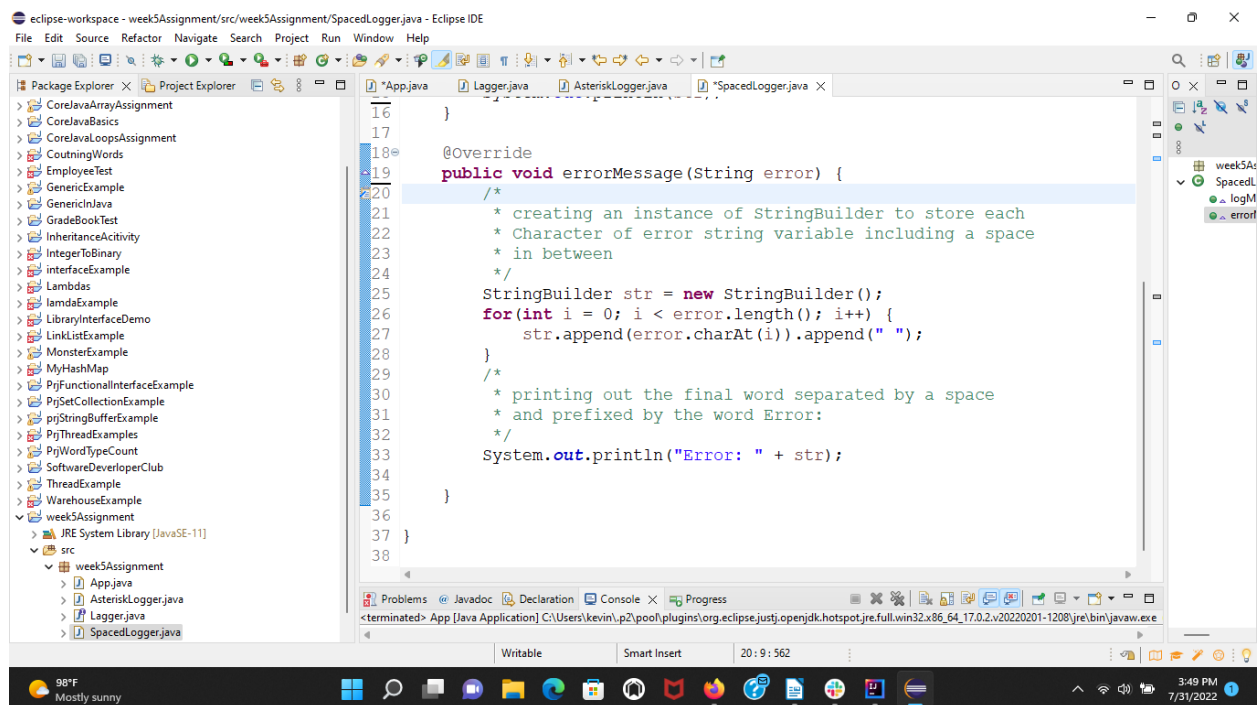 eclipse-workspace - week5Assignment/src/week5Assignment/SpacedLogger.java - Eclipse IDE
File Edit Source Refactor Navigate Search Project Run Window Help
Package Explorer Project Explorer
*App.java Lagger.java AsteriskLogger.java *SpacedLogger.java
CoreJavaArrayAssignment
CoreJavaBasics
CoreJavaLoopsAssignment
CoutningWords
EmployeeTest
GenericExample
GenericInJava
GradeBookTest
InheritanceAcitivity
IntegerToBinary
interfaceExample
Lambdas
lamdaExample
LibraryInterfaceDemo
LinkListExample
MonsterExample
MyHashMap
PrjFunctionalInterfaceExample
PrjSetCollectionExample
prjStringBufferExample
PrjThreadExamples
PrjWordTypeCount
SoftwareDeverloperClub
ThreadExample
WarehouseExample
week5Assignment
JRE System Library [JavaSE-11]
src
week5Assignment
App.java
AsteriskLogger.java
Lagger.java
SpacedLogger.java
16 }
17
18 @Override
19 public void errorMessage(String error) {
20 /*
21 * creating an instance of StringBuilder to store each
22 * Character of error string variable including a space
23 * in between
24 */
25 StringBuilder str = new StringBuilder();
26 for(int i = 0; i < error.length(); i++) {
27 str.append(error.charAt(i)).append(" ");
28 }
29 /*
30 * printing out the final word separated by a space
31 * and prefixed by the word Error:
32 */
33 System.out.println("Error: " + str);
34
35 }
36
37 }
38
week5As
SpacedL
logM
Problems Javadoc Declaration Console Progress
<terminated> App [Java Application] C:\Users\kevin\.p2\pool\plugins\org.eclipse.justj.openjdk.hotspot.jre.full.win32.x86_64_17.0.2.v20220201-1208\jre\bin\javaw.exe
Writable Smart Insert 20 : 9 : 562
98°F
Mostly sunny
3:49 PM
7/31/2022
1